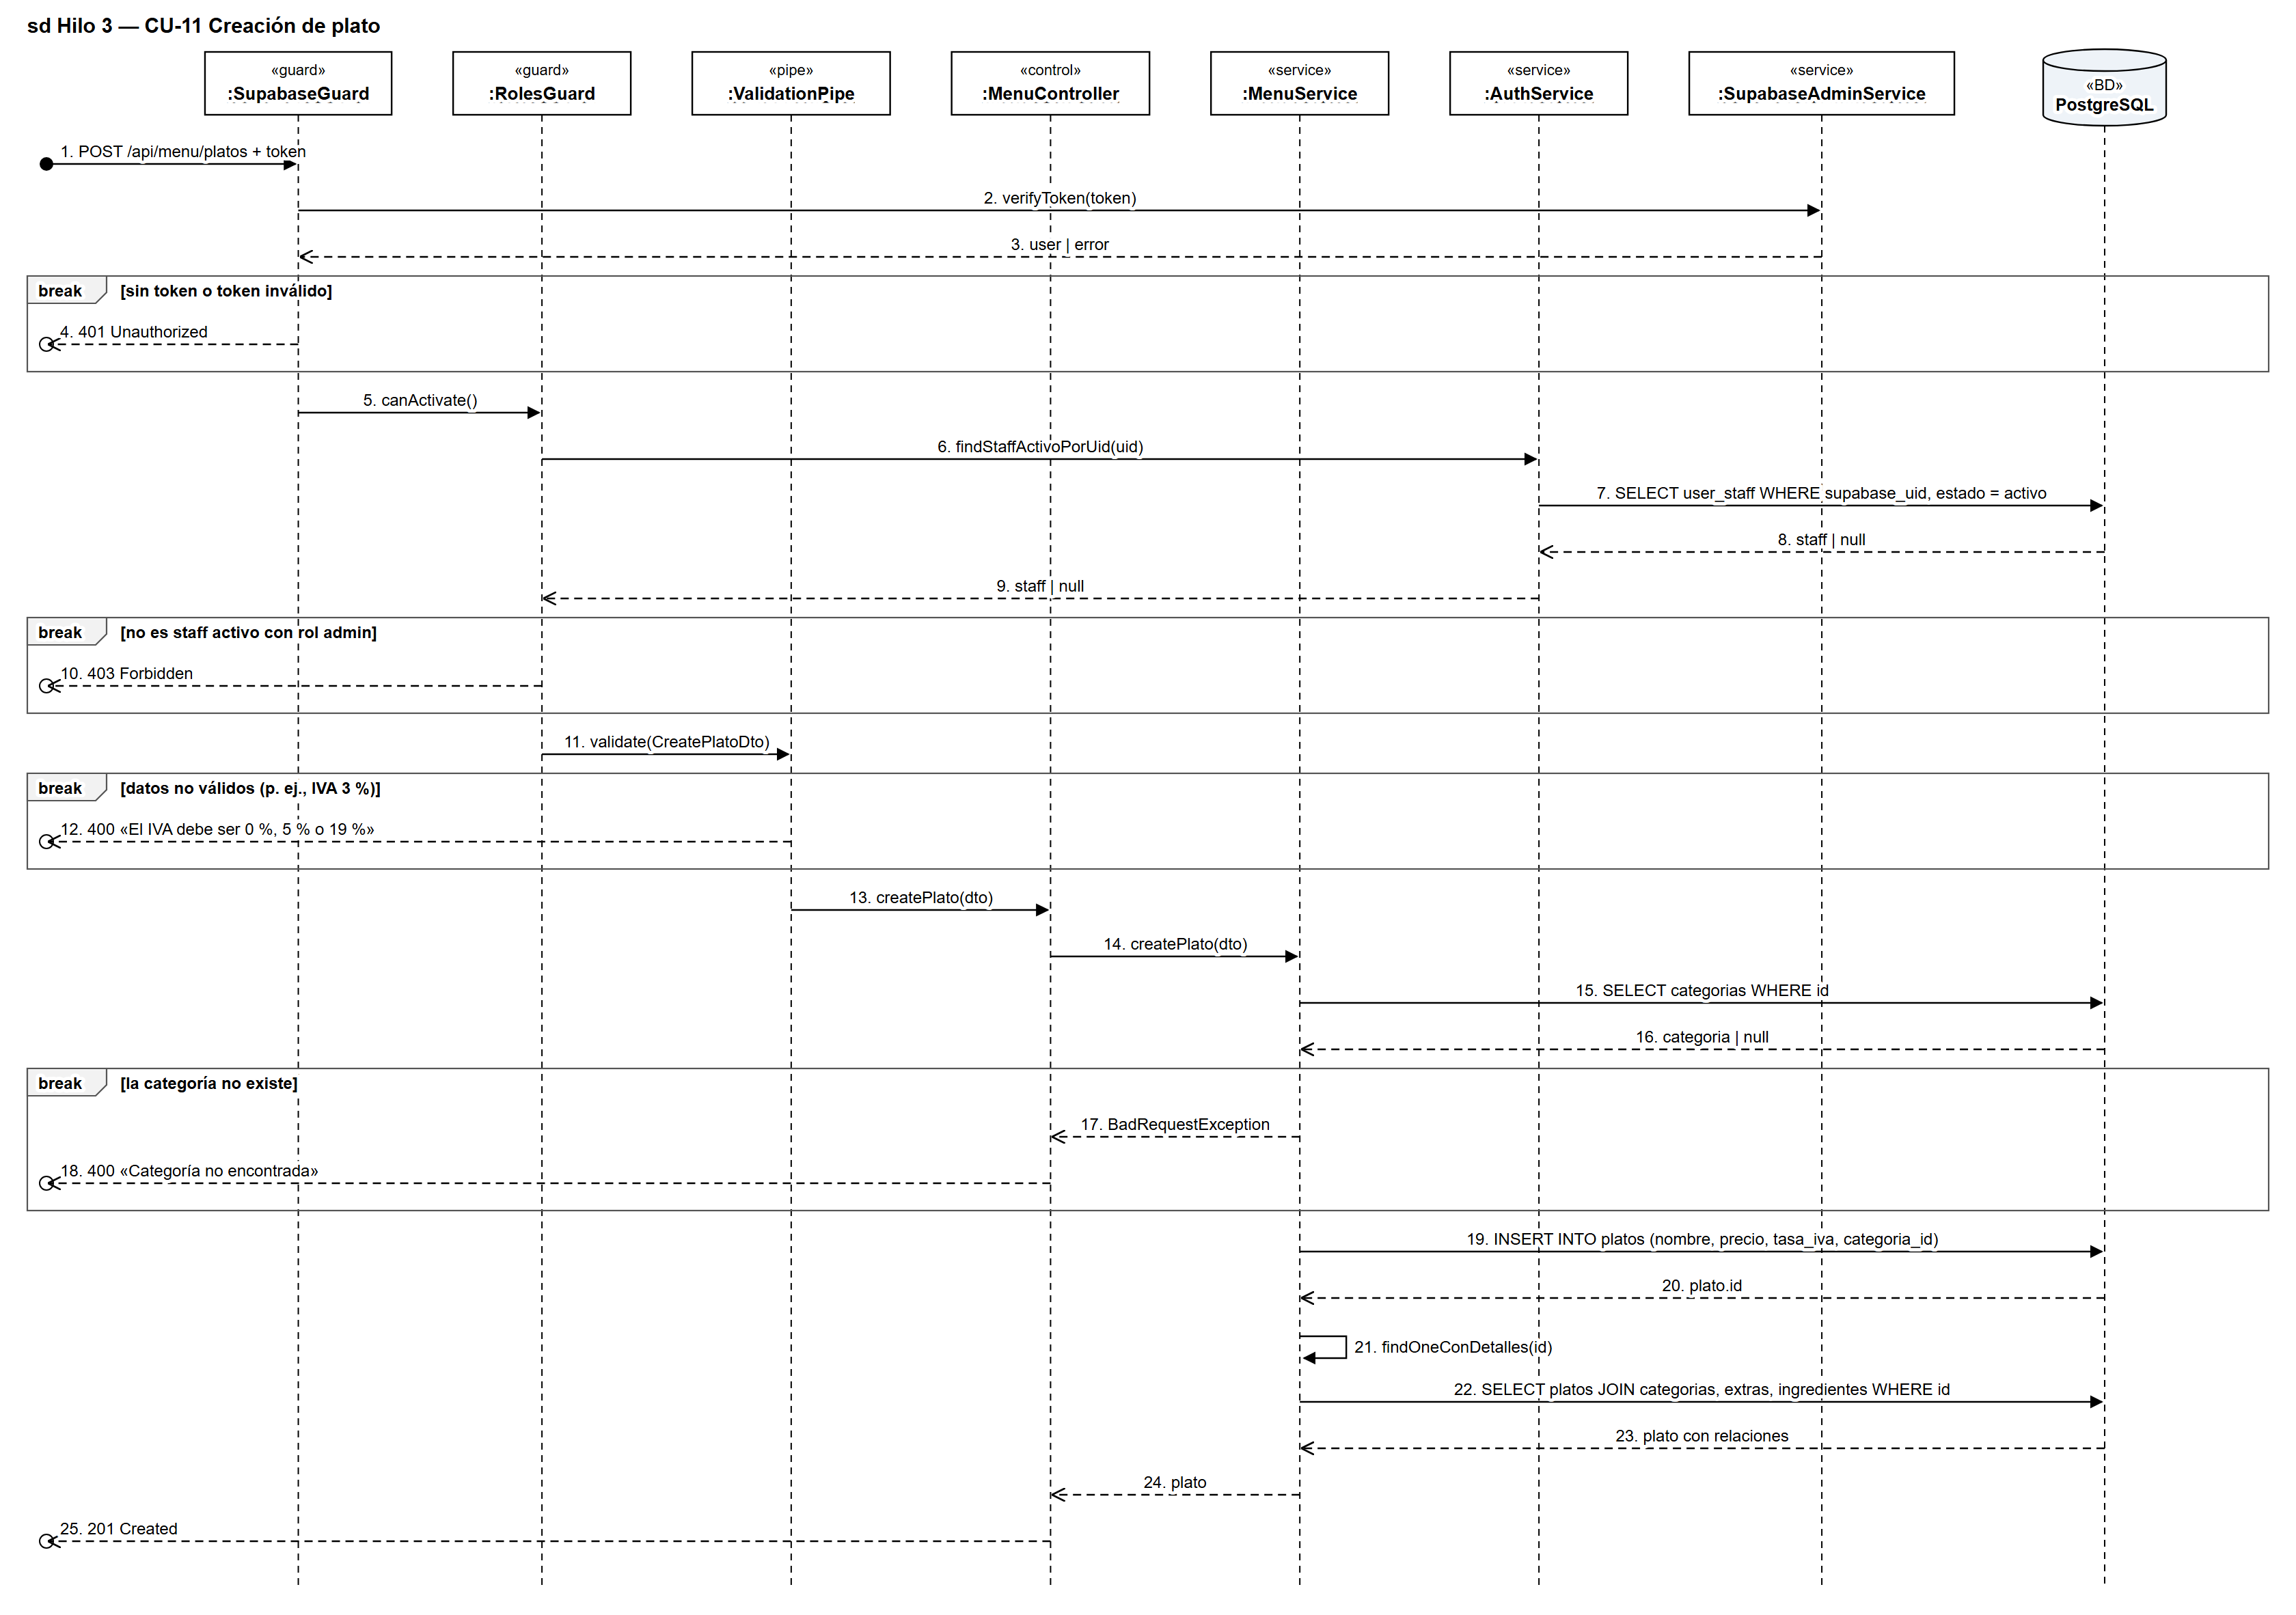 sd Hilo 3 — CU-11 Creación de plato
«guard»
:SupabaseGuard
«guard»
:RolesGuard
«pipe»
:ValidationPipe
«control»
:MenuController
«service»
:MenuService
«service»
:AuthService
«service»
:SupabaseAdminService
«BD»
PostgreSQL
1. POST /api/menu/platos + token
2. verifyToken(token)
3. user | error
break [sin token o token inválido]
4. 401 Unauthorized
5. canActivate()
6. findStaffActivoPorUid(uid)
7. SELECT user_staff WHERE supabase_uid, estado = activo
8. staff | null
9. staff | null
break [no es staff activo con rol admin]
10. 403 Forbidden
11. validate(CreatePlatoDto)
break [datos no válidos (p. ej., IVA 3 %)]
12. 400 «El IVA debe ser 0 %, 5 % o 19 %»
13. createPlato(dto)
14. createPlato(dto)
15. SELECT categorias WHERE id
16. categoria | null
break [la categoría no existe]
17. BadRequestException
18. 400 «Categoría no encontrada»
19. INSERT INTO platos (nombre, precio, tasa_iva, categoria_id)
20. plato.id
21. findOneConDetalles(id)
22. SELECT platos JOIN categorias, extras, ingredientes WHERE id
23. plato con relaciones
24. plato
25. 201 Created